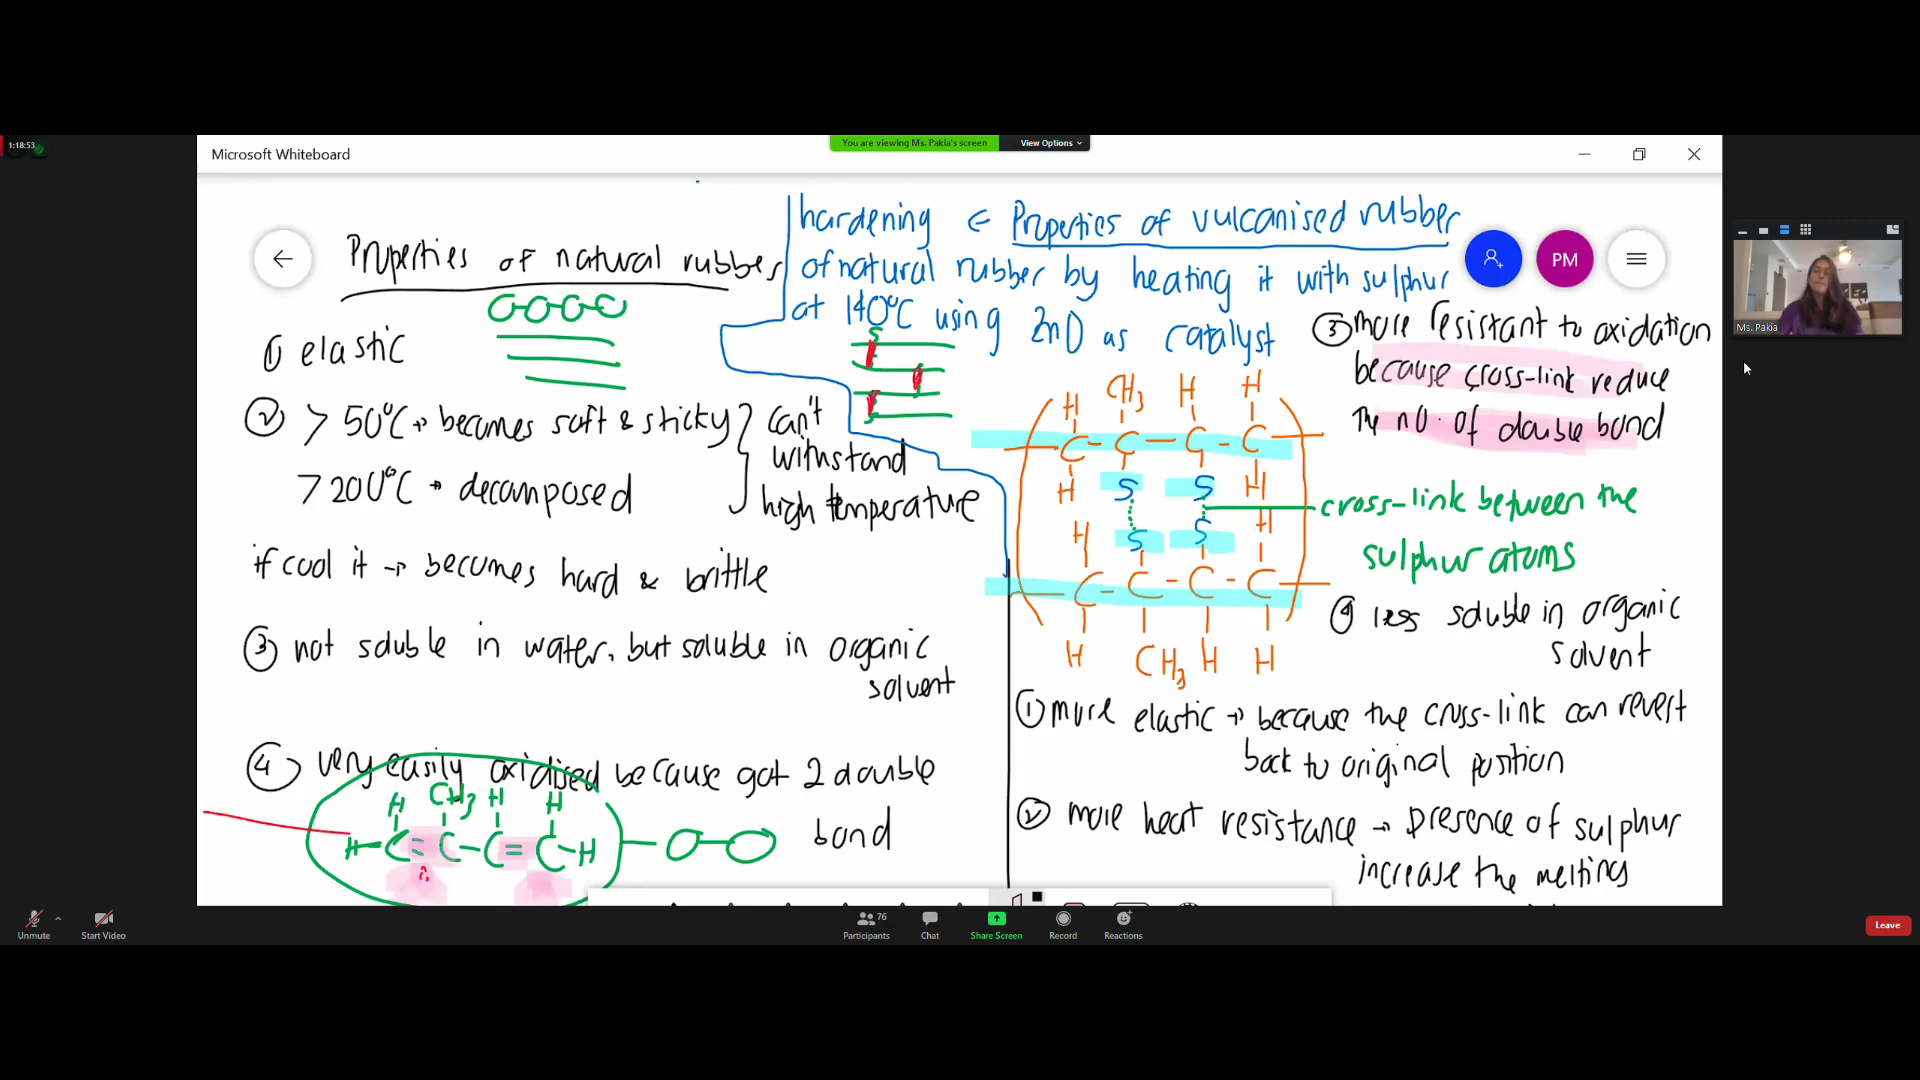 1:18:53
Microsoft Whiteboard
You are viewing Ms. Pakia's screen
View Options
Properties of natural rubber
① elastic
② > 50°C → becomes soft & sticky
> 200°C → decomposed
can't
withstand
high temperature
if cool it → becomes hard & brittle
③ not soluble in water, but soluble in organic
solvent
④ very easily oxidised because got 2 double
bond
H CH3 H H
H - C = C - C = C - H
hardening ∈ Properties of vulcanised rubber
of natural rubber by heating it with sulphur
at 140°C using ZnO as catalyst
S
S
H CH3 H H
C - C - C - C
H S S H
H S S H
C - C - C - C
H CH3 H H
cross-link between the
sulphur atoms
① more elastic → because the cross-link can revert
back to original position
② more heat resistance → presence of sulphur
increase the melting
③ more resistant to oxidation
because cross-link reduce
the no. of double bond
④ less soluble in organic
solvent
PM
Ms. Pakia
Unmute
Start Video
Participants
76
Chat
Share Screen
Record
Reactions
Leave